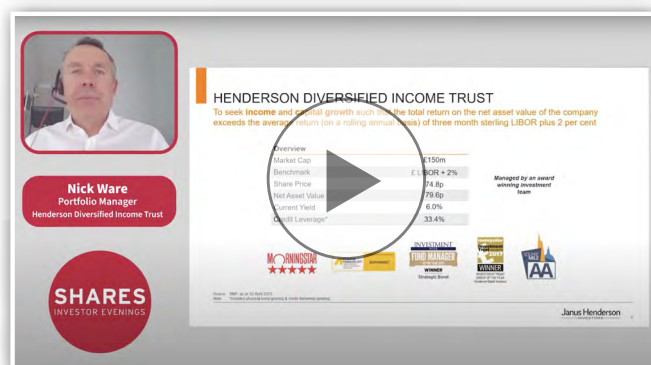 Nick Ware
Portfolio Manager
Henderson Diversified Income Trust
SHARES
INVESTOR EVENINGS
HENDERSON DIVERSIFIED INCOME TRUST
To seek income and capital growth such that the total return on the net asset value of the company
exceeds the average return (on a rolling annual basis) of three month sterling LIBOR plus 2 per cent
Overview
Market Cap £150m
Benchmark £ LIBOR + 2%
Share Price 74.8p
Net Asset Value 79.6p
Current Yield 6.0%
Credit Leverage* 33.4%
Managed by an award
winning investment
team
MORNINGSTAR
INVESTMENT
FUND MANAGER
WINNER
Strategic Bond
2017
WINNER
AA
Janus Henderson
INVESTORS